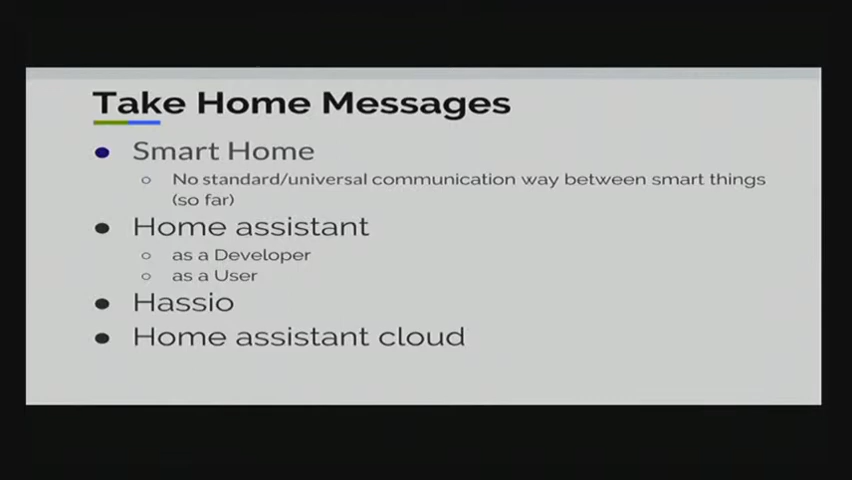 Take Home Messages
Smart Home
No standard/universal communication way between smart things
(so far)
Home assistant
as a Developer
as a User
Hassio
Home assistant cloud